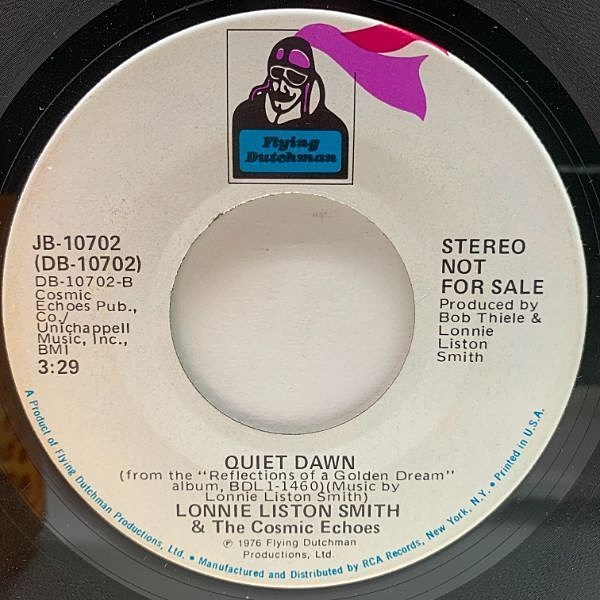 Flying
Dutchman
JB-10702
(DB-10702)
DB-10702-B
Cosmic
Echoes Pub.,
Co./
Unichappell
Music, Inc.,
BMI
3:29
STEREO
NOT
FOR SALE
Produced by
Bob Thiele &
Lonnie
Liston
Smith
QUIET DAWN
(from the "Reflections of a Golden Dream"
album, BDL1-1460)(Music by
Lonnie Liston Smith)
LONNIE LISTON SMITH
& The Cosmic Echoes
℗ 1976 Flying Dutchman
Productions, Ltd.
A Product of Flying Dutchman Productions, Ltd. • Manufactured and Distributed by RCA Records, New York, N.Y. • Printed in U.S.A.